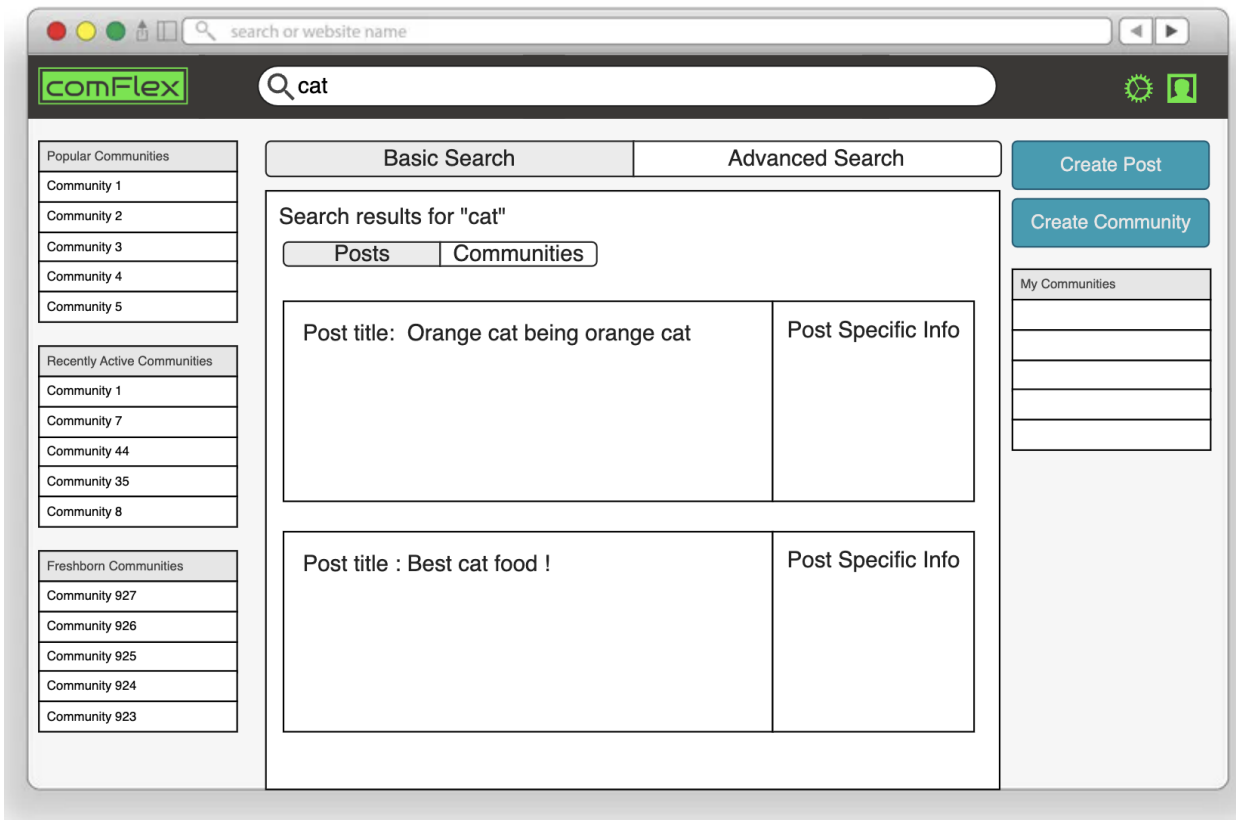 search or website name
comFlex
cat
Popular Communities
Community 1
Community 2
Community 3
Community 4
Community 5
Recently Active Communities
Community 1
Community 7
Community 44
Community 35
Community 8
Freshborn Communities
Community 927
Community 926
Community 925
Community 924
Community 923
Basic Search
Advanced Search
Search results for "cat"
Posts
Communities
Post title:  Orange cat being orange cat
Post Specific Info
Post title : Best cat food !
Post Specific Info
Create Post
Create Community
My Communities